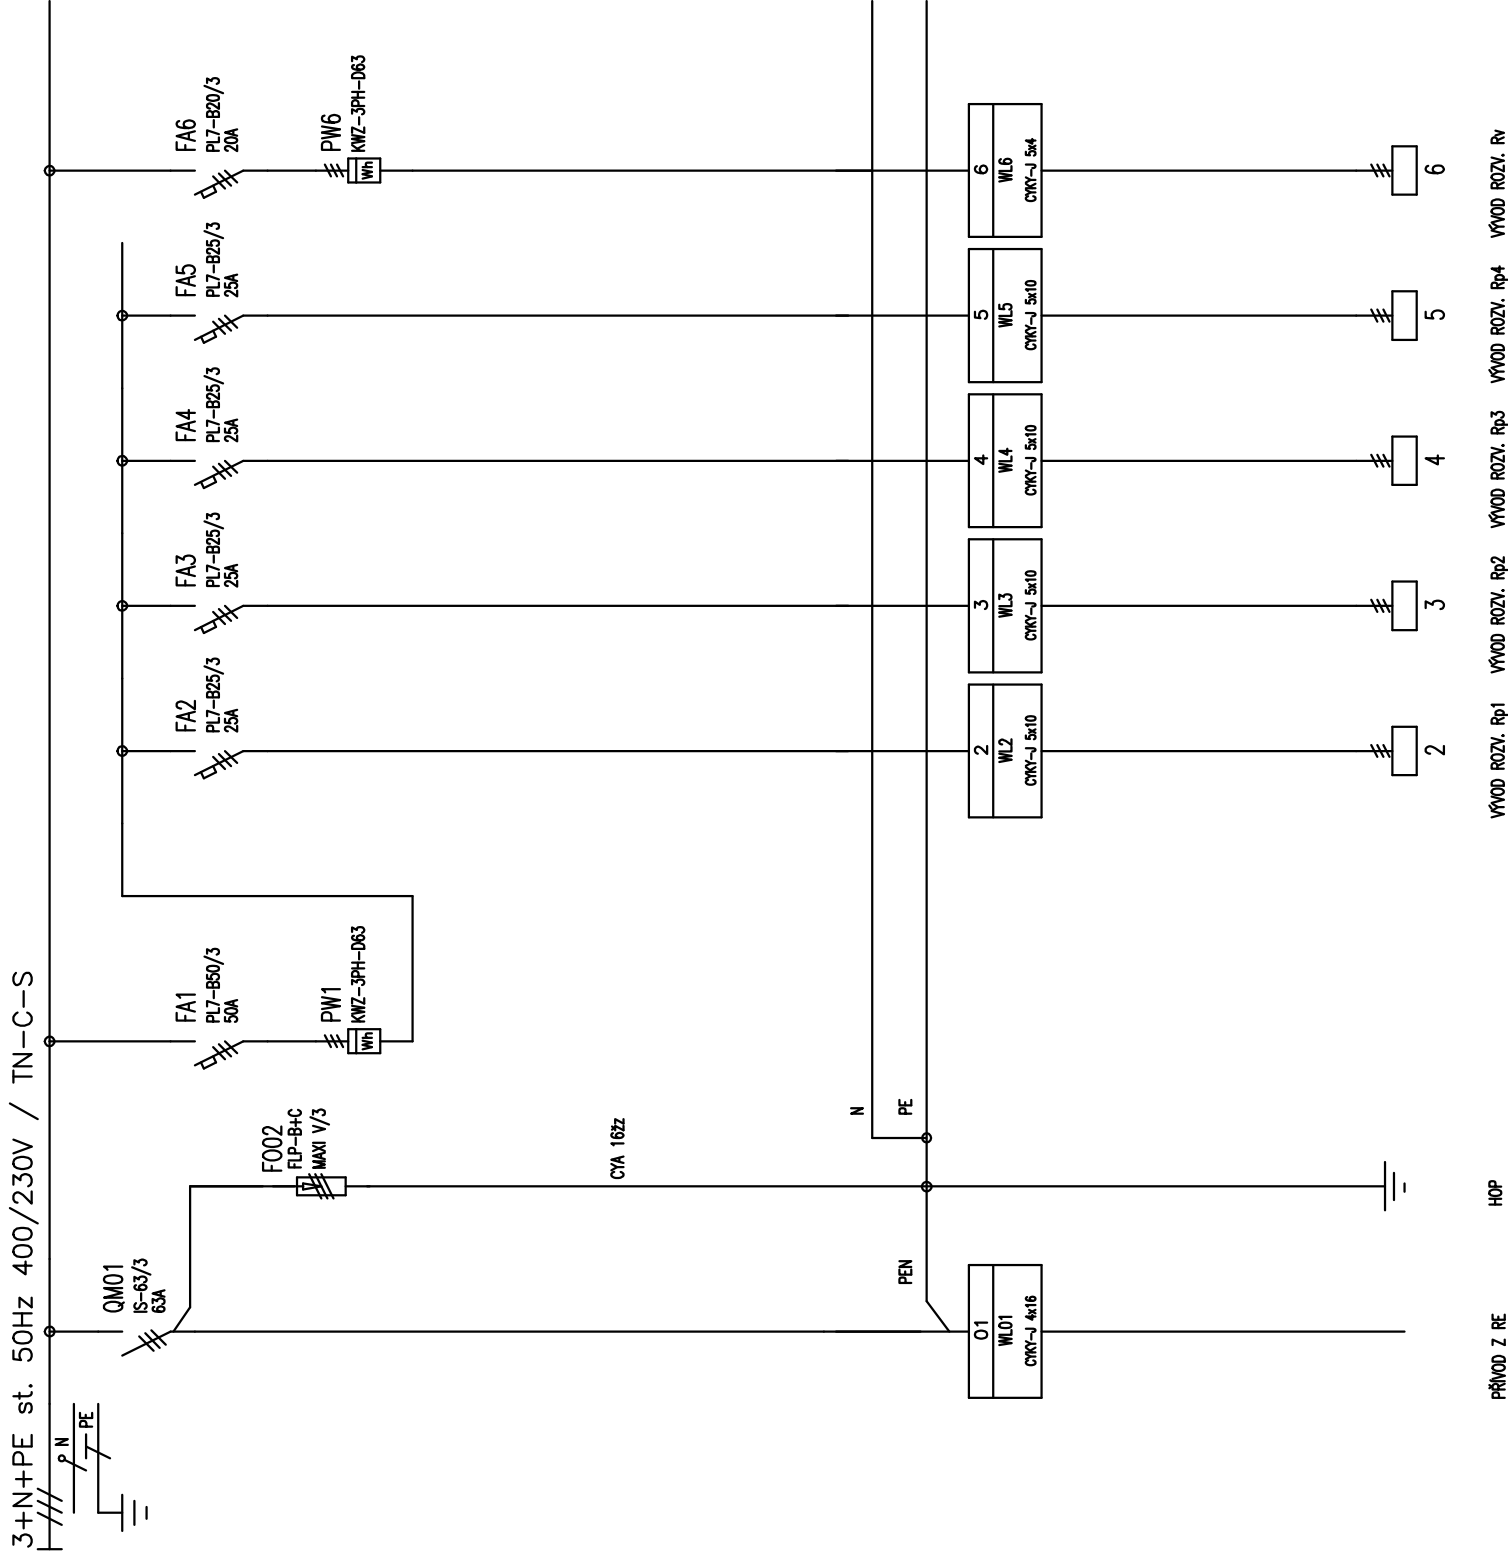 3+N+PE st. 50Hz 400/230V / TN-C-S
N
PE
QM01
IS-63/3
63A
F002
FLP-B+C
MAXI V/3
FA1
PL7-B50/3
50A
PW1
KWZ-3PH-D63
Wh
FA2
PL7-B25/3
25A
FA3
PL7-B25/3
25A
FA4
PL7-B25/3
25A
FA5
PL7-B25/3
25A
FA6
PL7-B20/3
20A
PW6
KWZ-3PH-D63
Wh
CYA 16žz
N
PE
PEN
01
WL01
CYKY-J 4x16
2
WL2
CYKY-J 5x10
3
WL3
CYKY-J 5x10
4
WL4
CYKY-J 5x10
5
WL5
CYKY-J 5x10
6
WL6
CYKY-J 5x4
2
3
4
5
6
PŘÍVOD Z RE
HOP
VÝVOD ROZV. Rp1
VÝVOD ROZV. Rp2
VÝVOD ROZV. Rp3
VÝVOD ROZV. Rp4
VÝVOD ROZV. Rv